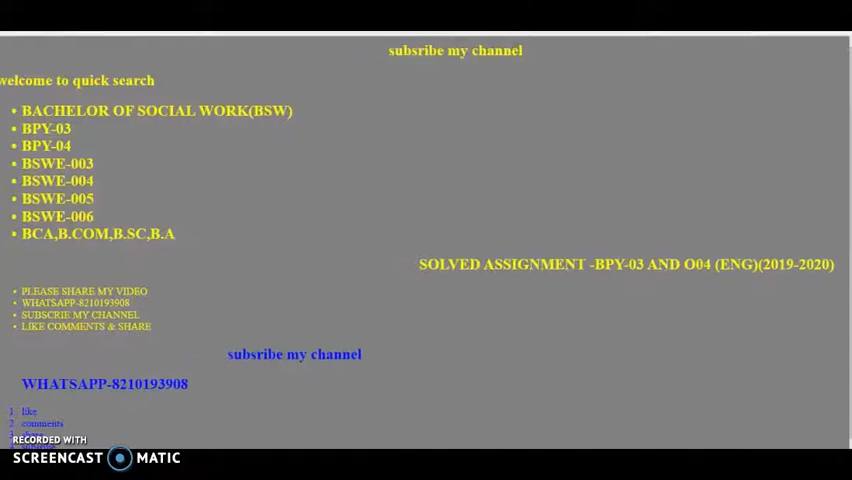 subsribe my channel
welcome to quick search
• BACHELOR OF SOCIAL WORK(BSW)
• BPY-03
• BPY-04
• BSWE-003
• BSWE-004
• BSWE-005
• BSWE-006
• BCA,B.COM,B.SC,B.A
SOLVED ASSIGNMENT -BPY-03 AND O04 (ENG)(2019-2020)
• PLEASE SHARE MY VIDEO
• WHATSAPP-8210193908
• SUBSCRIE MY CHANNEL
• LIKE COMMENTS & SHARE
subsribe my channel
WHATSAPP-8210193908
1 like
2 comments
3
RECORDED WITH
SCREENCAST MATIC